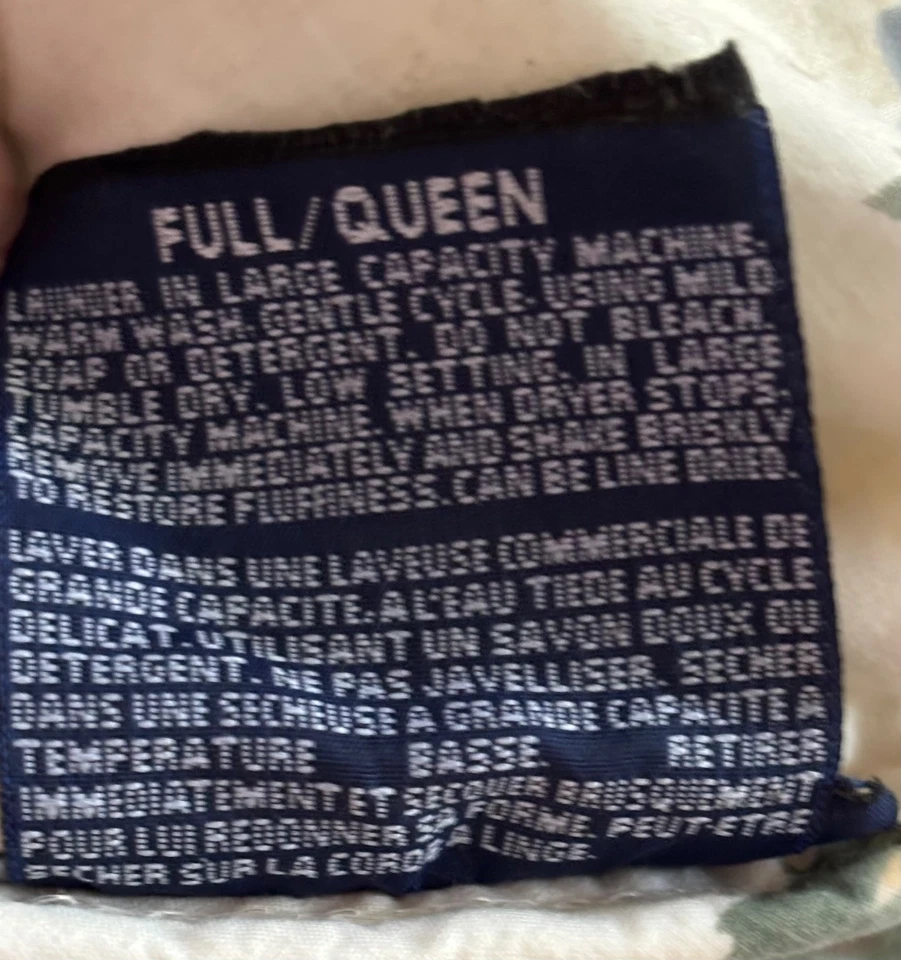 FULL/QUEEN
LAUNDER IN LARGE CAPACITY MACHINE.
WARM WASH. GENTLE CYCLE. USING MILD
SOAP OR DETERGENT. DO NOT BLEACH.
TUMBLE DRY. LOW SETTING. IN LARGE
CAPACITY MACHINE. WHEN DRYER STOPS.
REMOVE IMMEDIATELY AND SHAKE BRISKLY
TO RESTORE FLUFFINESS. CAN BE LINE DRIED.
LAVER DANS UNE LAVEUSE COMMERCIALE DE
GRANDE CAPACITE. A L'EAU TIEDE AU CYCLE
DELICAT. UTILISANT UN SAVON DOUX OU
DETERGENT. NE PAS JAVELLISER. SECHER
DANS UNE SECHEUSE A GRANDE CAPACITE A
TEMPERATURE BASSE RETIRER
IMMEDIATEMENT ET SECOUER BRUSQUEMENT
POUR LUI REDONNER SA FORME. PEUT-ETRE
SECHER SUR LA CORDE A LINGE.